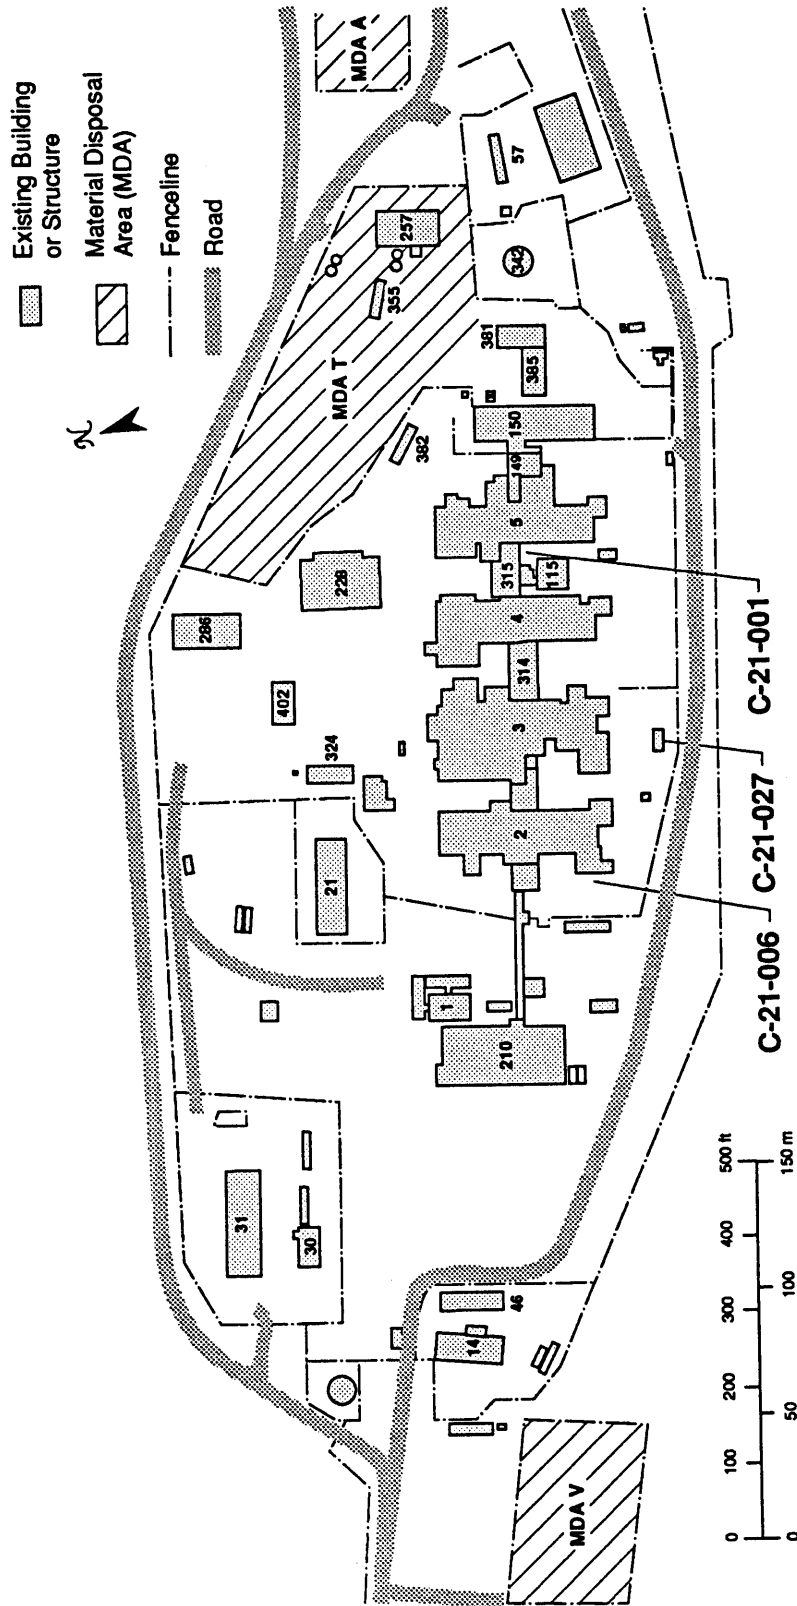 Existing Building
or Structure
Material Disposal
Area (MDA)
Fenceline
Road
N
MDA A
MDA T
MDA V
257
355
57
342
381
385
382
150
149
5
315
115
4
314
3
2
286
228
402
324
21
1
210
31
30
46
14
C-21-001
C-21-027
C-21-006
0 100 200 300 400 500 ft
0 50 100 150 m